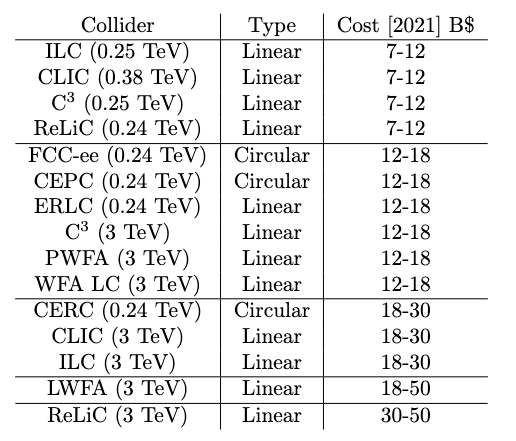 Collider Type Cost [2021] B$
ILC (0.25 TeV) Linear 7-12
CLIC (0.38 TeV) Linear 7-12
C³ (0.25 TeV) Linear 7-12
ReLiC (0.24 TeV) Linear 7-12
FCC-ee (0.24 TeV) Circular 12-18
CEPC (0.24 TeV) Circular 12-18
ERLC (0.24 TeV) Linear 12-18
C³ (3 TeV) Linear 12-18
PWFA (3 TeV) Linear 12-18
WFA LC (3 TeV) Linear 12-18
CERC (0.24 TeV) Circular 18-30
CLIC (3 TeV) Linear 18-30
ILC (3 TeV) Linear 18-30
LWFA (3 TeV) Linear 18-50
ReLiC (3 TeV) Linear 30-50